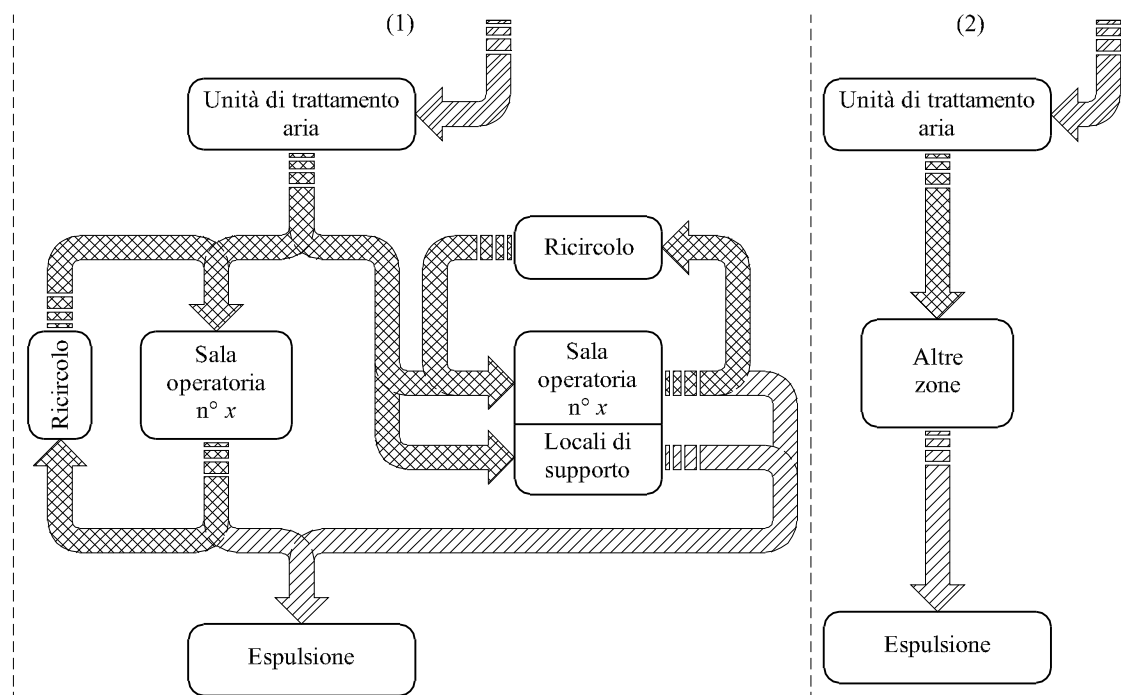 (1)
(2)
Unità di trattamento
aria
Unità di trattamento
aria
Ricircolo
Ricircolo
Sala
operatoria
n° x
Sala
operatoria
n° x
Locali di
supporto
Altre
zone
Espulsione
Espulsione